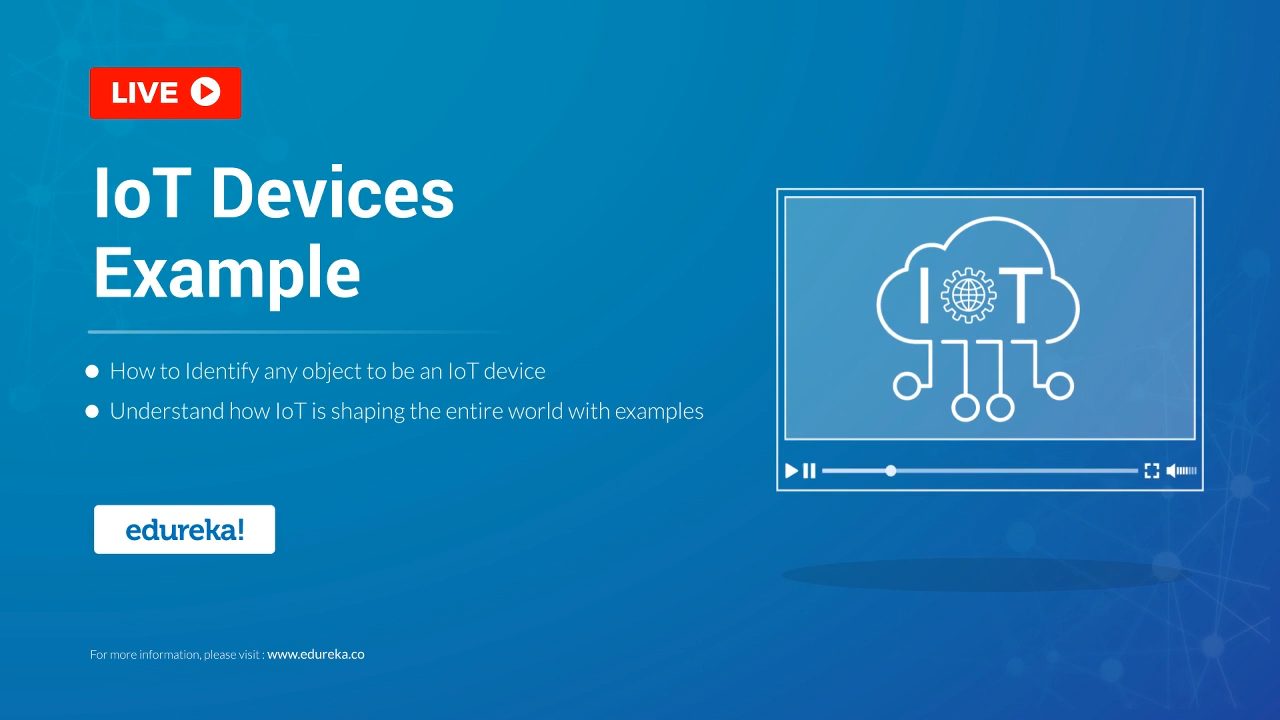 LIVE
IoT Devices
Example
How to Identify any object to be an IoT device
Understand how IoT is shaping the entire world with examples
IoT
edureka!
For more information, please visit : www.edureka.co